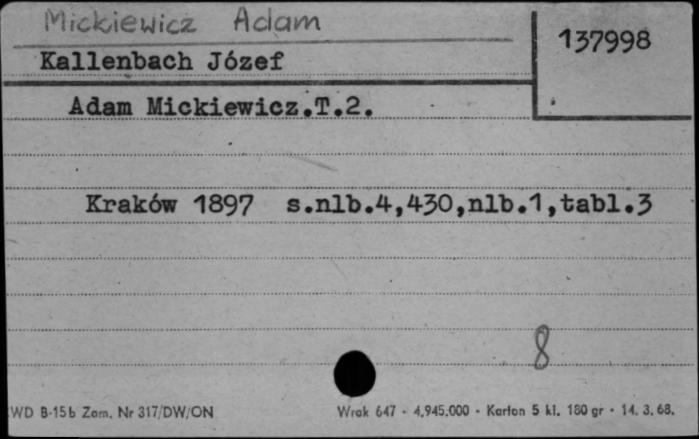 Mickiewicz Adam
137998
Kallenbach Józef
Adam Mickiewicz.T.2.
Kraków 1897 s.nlb.4,430,nlb.1,tabl.3
8
WD B-15b Zam. Nr 317/DW/ON Wrak 647 - 4.945.000 - Karton 5 kl. 180 gr - 14. 3. 68.